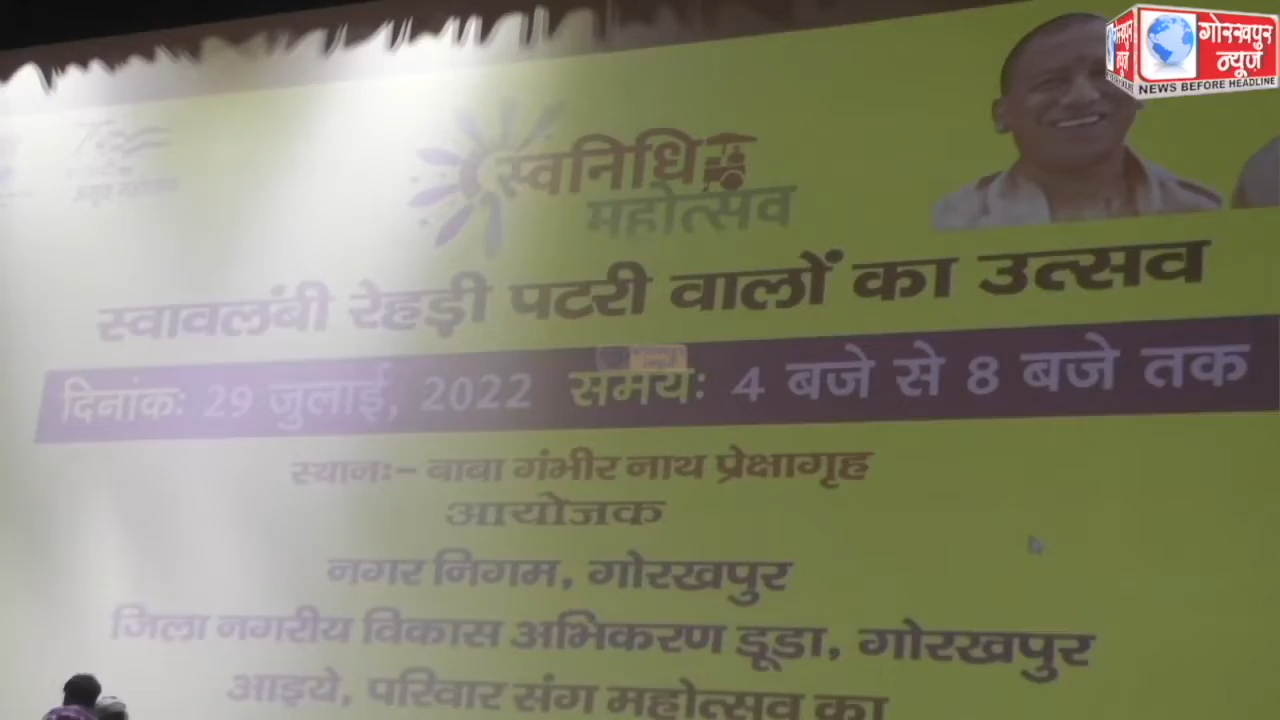 गोरखपुर
न्यूज़
NEWS BEFORE HEADLINE
स्वनिधि
महोत्सव
स्वावलंबी रेहड़ी पटरी वालों का उत्सव
दिनांकः 29 जुलाई, 2022 समयः 4 बजे से 8 बजे तक
स्थानः- बाबा गंभीर नाथ प्रेक्षागृह
आयोजक
नगर निगम, गोरखपुर
जिला नगरीय विकास अभिकरण डूडा, गोरखपुर
आइये, परिवार संग महोत्सव का